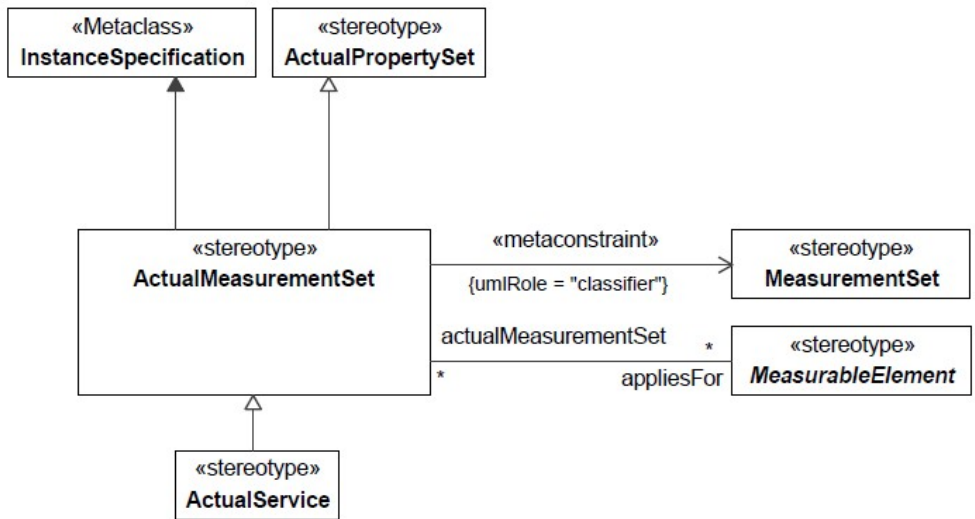 «Metaclass»
InstanceSpecification
«stereotype»
ActualPropertySet
«stereotype»
ActualMeasurementSet
«metaconstraint»
{umlRole = "classifier"}
«stereotype»
MeasurementSet
actualMeasurementSet
*
*
appliesFor
«stereotype»
MeasurableElement
«stereotype»
ActualService